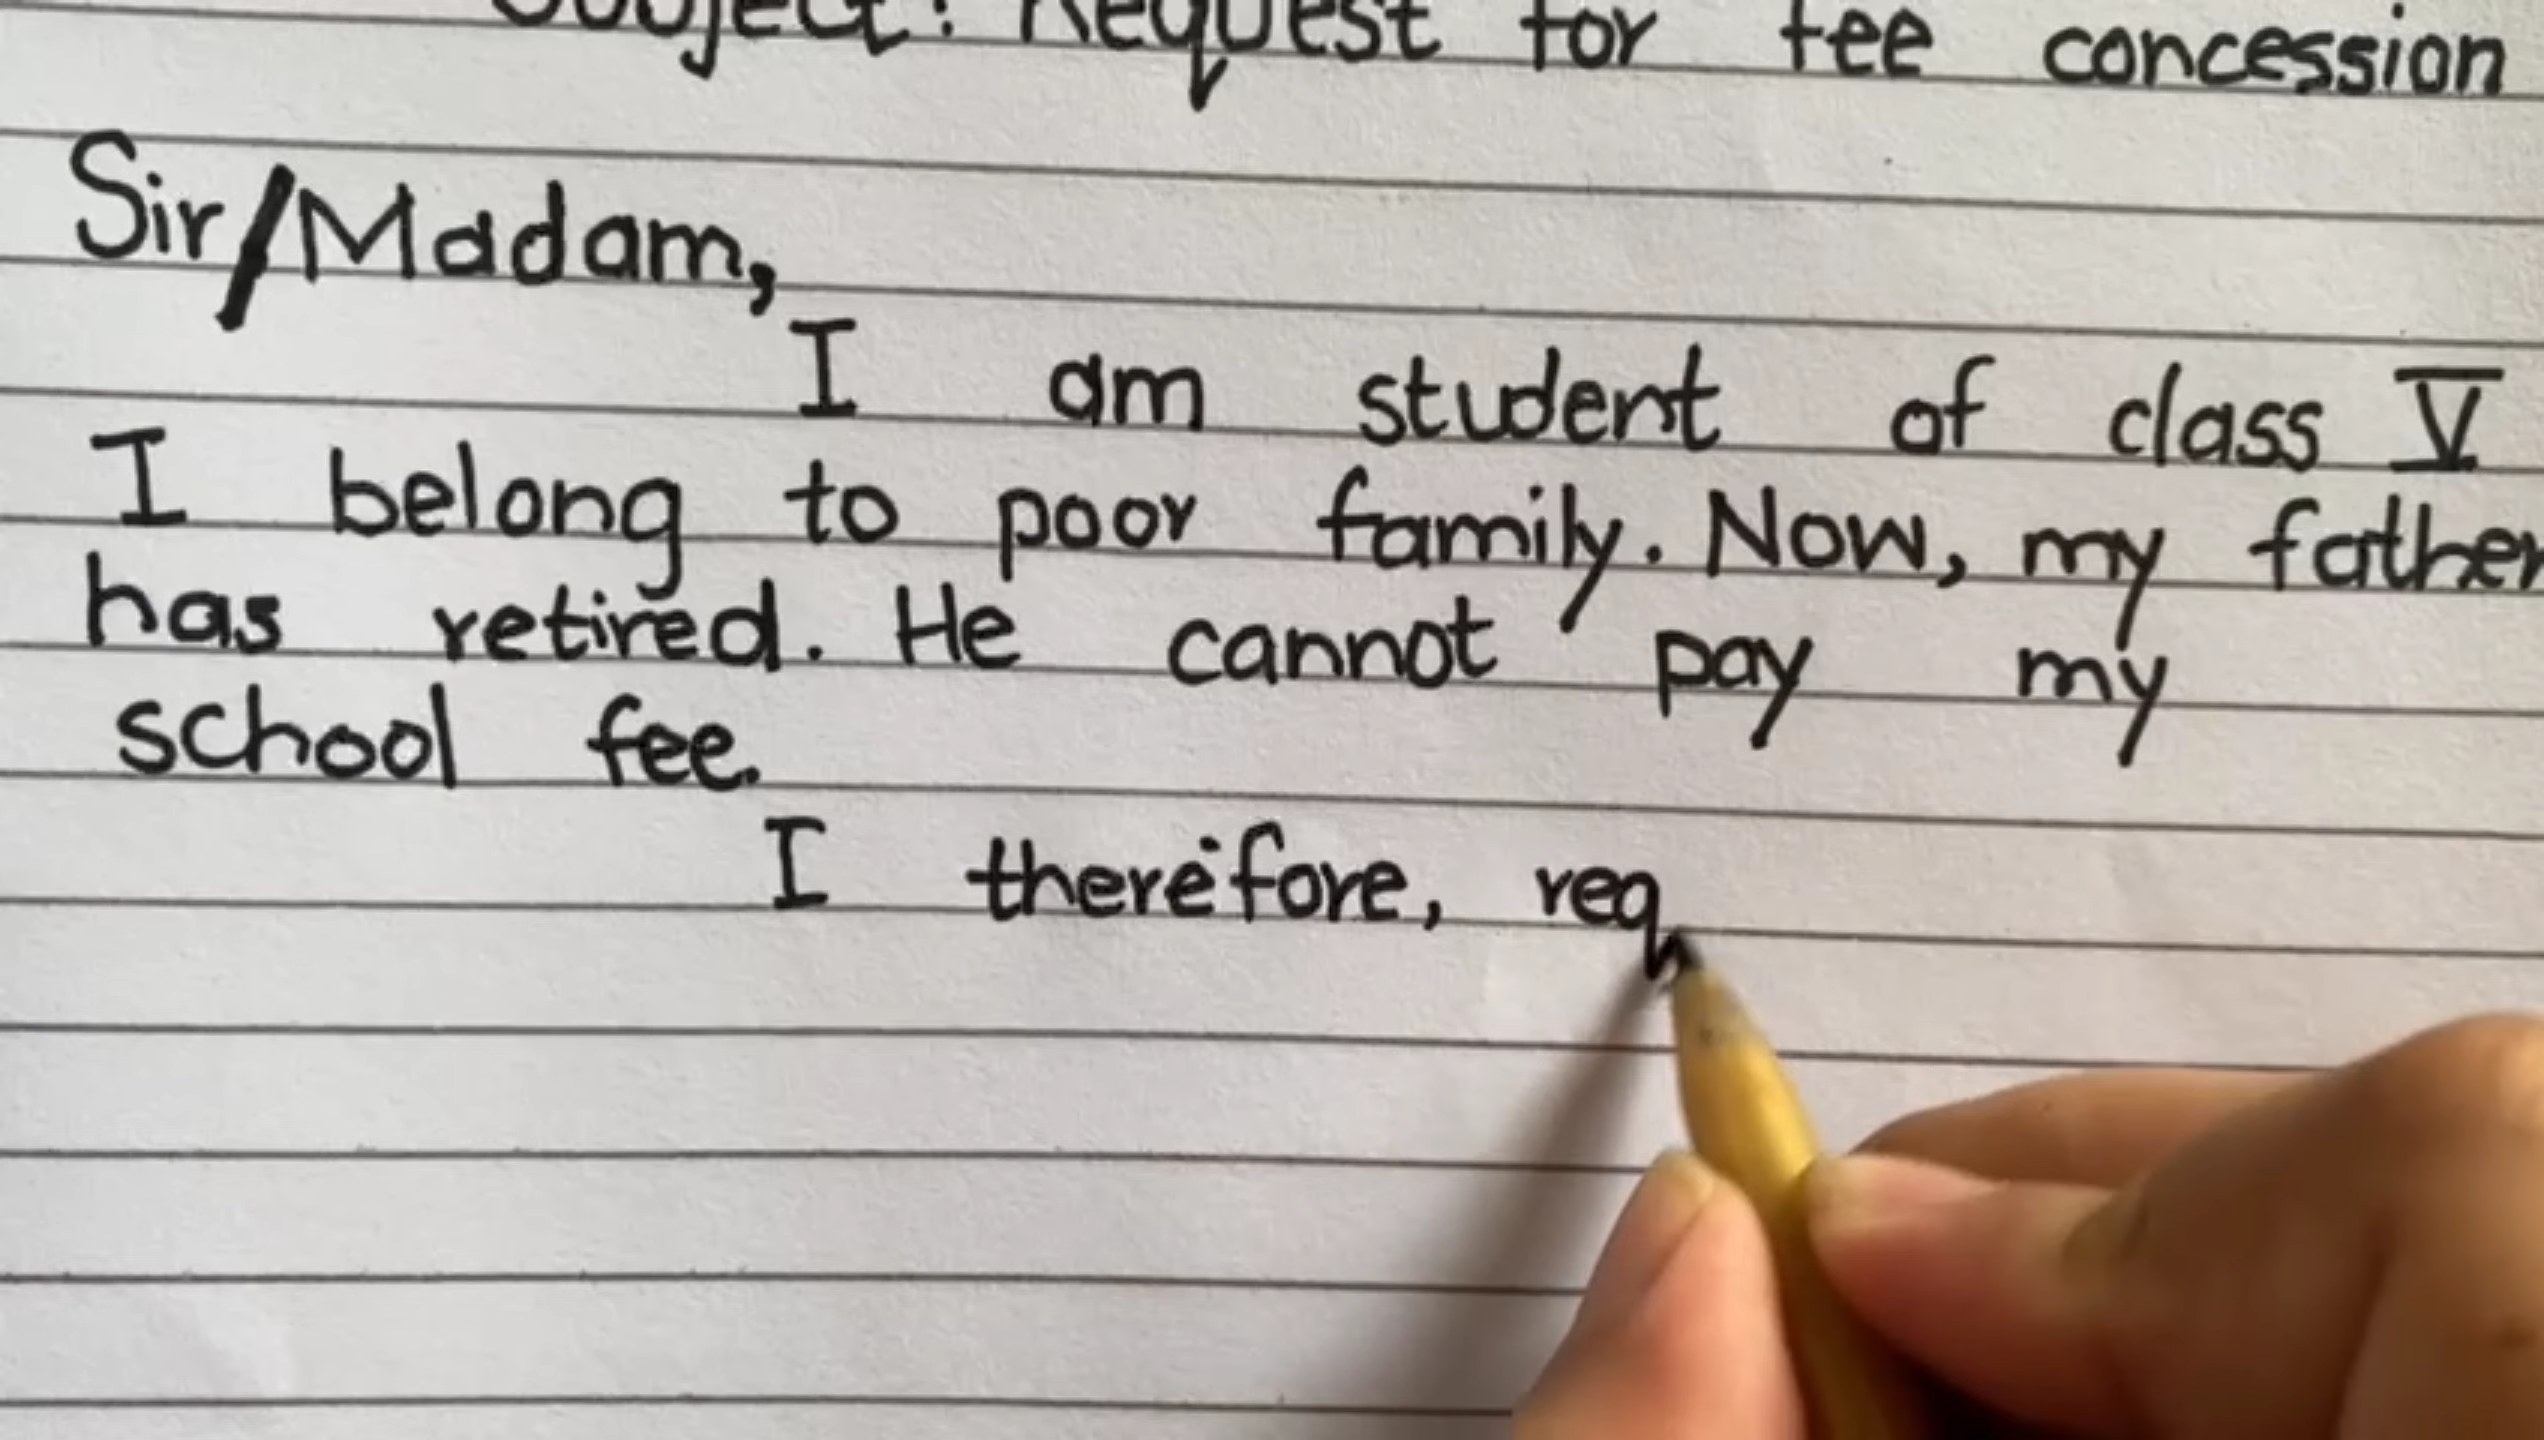 Subject: Request for fee concession
Sir/Madam,
I am student of class V
I belong to poor family. Now, my father
has retired. He cannot pay my
school fee.
I therefore, req